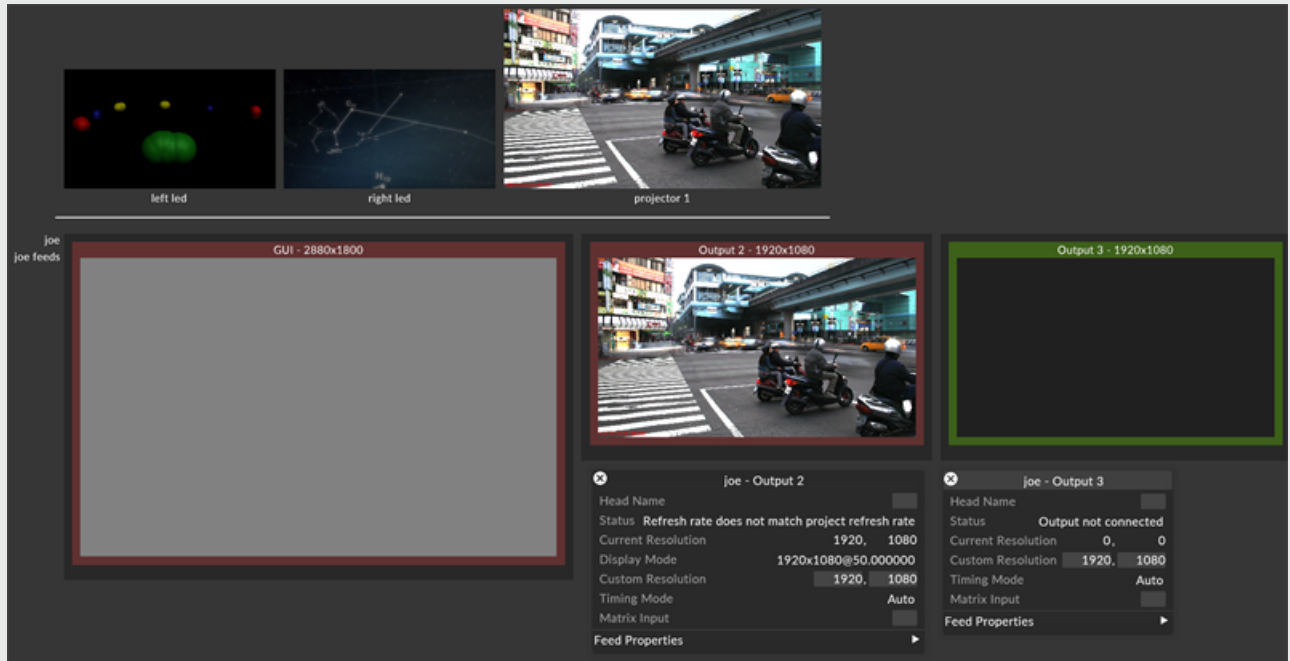 left led
right led
projector 1
joe
joe feeds
GUI - 2880x1800
Output 2 - 1920x1080
Output 3 - 1920x1080
joe - Output 2
Head Name
Status Refresh rate does not match project refresh rate
Current Resolution 1920, 1080
Display Mode 1920x1080@50.000000
Custom Resolution 1920, 1080
Timing Mode Auto
Matrix Input
Feed Properties
joe - Output 3
Head Name
Status Output not connected
Current Resolution 0, 0
Custom Resolution 1920, 1080
Timing Mode Auto
Matrix Input
Feed Properties